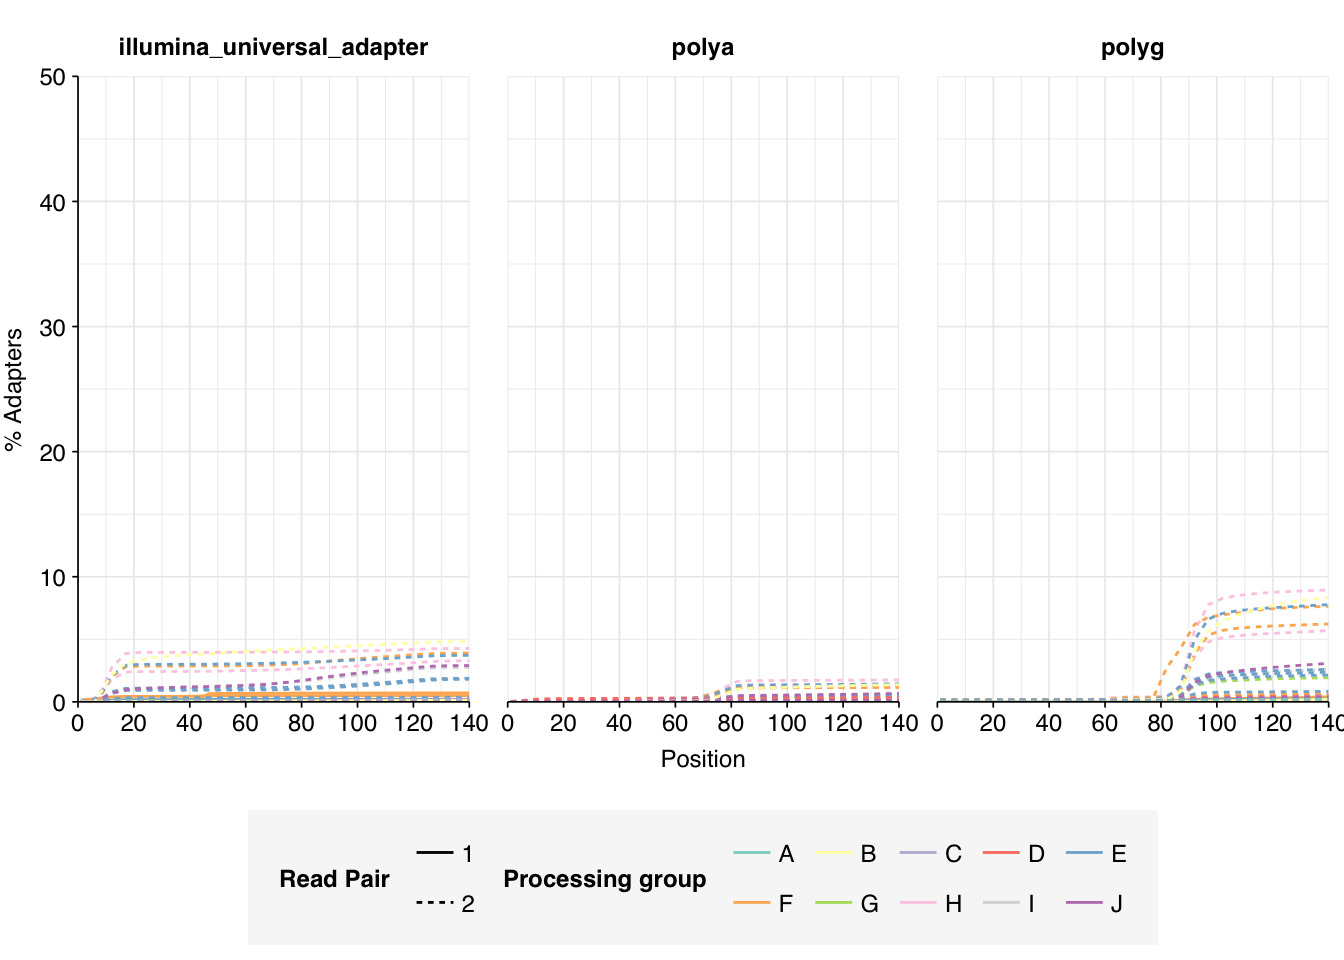 illumina_universal_adapter polya polyg
50
40
30
20
10
0
% Adapters
0 20 40 60 80 100 120 140 0 20 40 60 80 100 120 140 0 20 40 60 80 100 120 140
Position
Read Pair 1 2
Processing group A B C D E
F G H I J